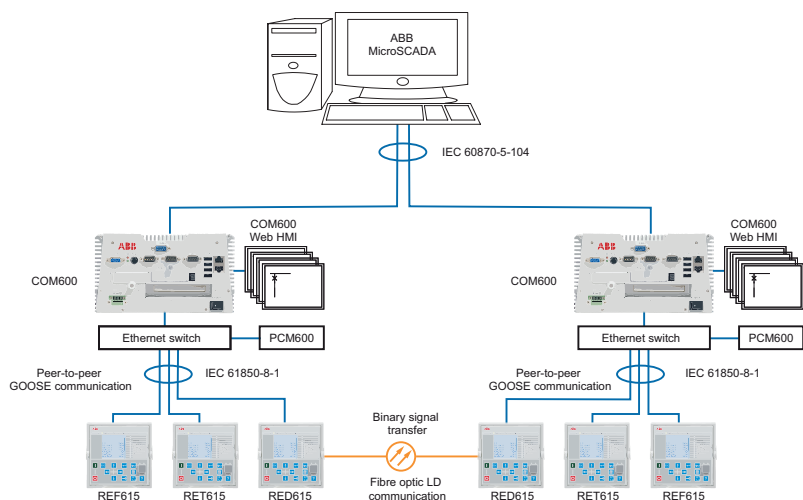 ABB
MicroSCADA
IEC 60870-5-104
COM600
Web HMI
COM600
Web HMI
ABB
ABB
COM600
COM600
Ethernet switch
PCM600
Ethernet switch
PCM600
Peer-to-peer
GOOSE communication
IEC 61850-8-1
Peer-to-peer
GOOSE communication
IEC 61850-8-1
Binary signal
transfer
Fibre optic LD
communication
REF615
RET615
RED615
RED615
RET615
REF615